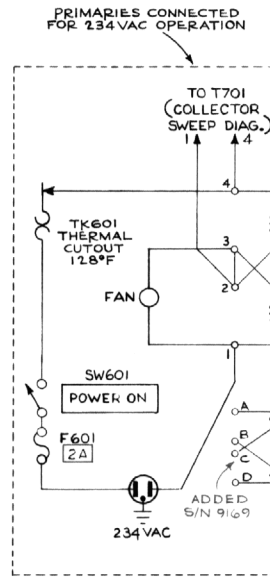 PRIMARIES CONNECTED
FOR 234VAC OPERATION
TO T701
(COLLECTOR
SWEEP DIAG.)
1 4
4
TK601
THERMAL
CUTOUT
128°F
3
FAN
2
1
SW601
POWER ON
A
F601
2A
B
C
D
ADDED
S/N 9169
234VAC